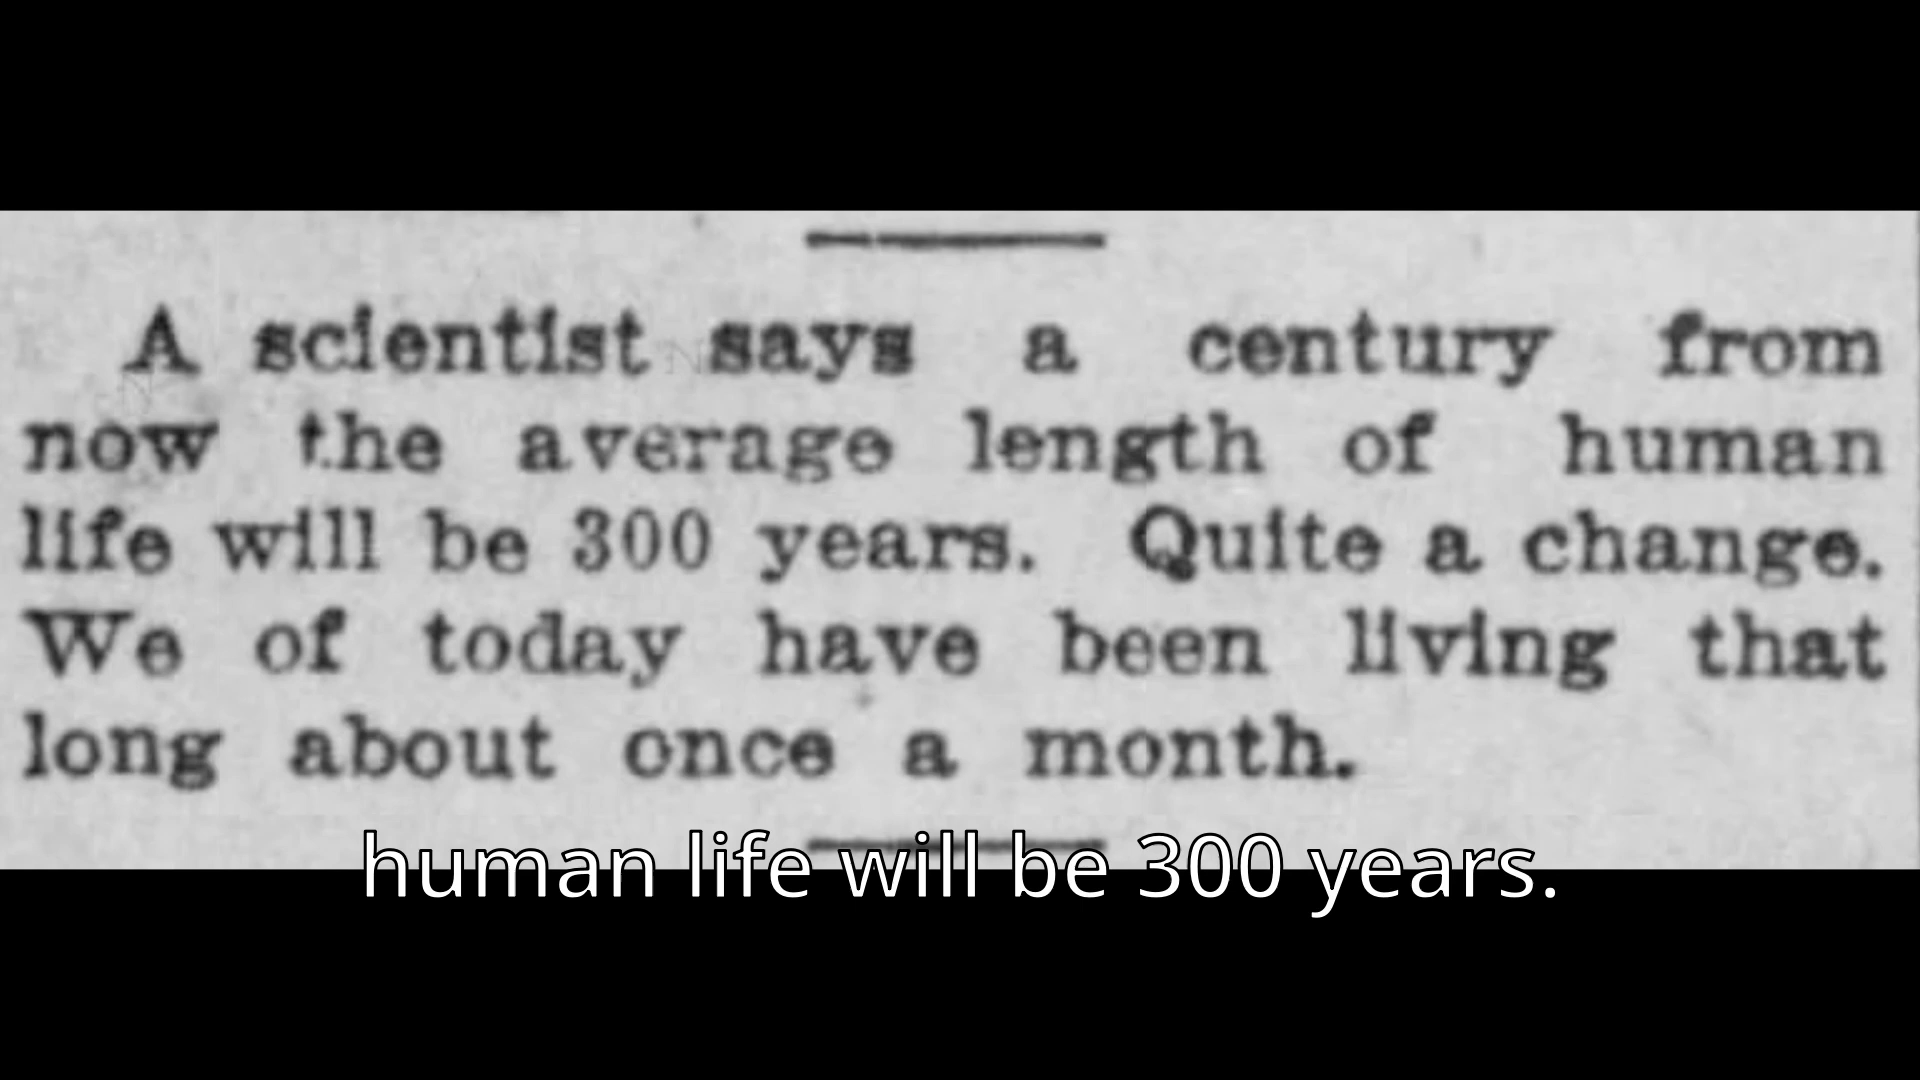 A scientist says a century from
now the average length of human
life will be 300 years. Quite a change.
We of today have been living that
long about once a month.
human life will be 300 years.